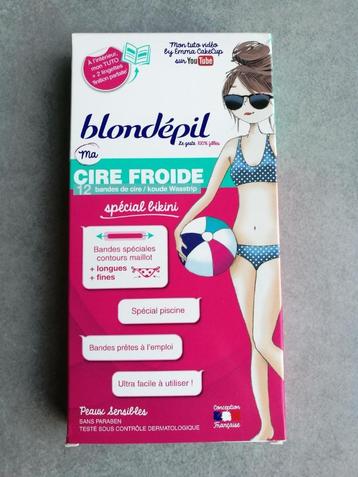 À l'intérieur,
mon TUTO
+ 2 lingettes
finition parfaite
Mon tuto vidéo
by Emma CakeCup
sur YouTube
blondépil
Le geste 100% filles
Ma
CIRE FROIDE
12 bandes de cire / koude Waxstrip
spécial bikini
Bandes spéciales
contours maillot
+ longues
+ fines
Spécial piscine
Bandes prêtes à l'emploi
Ultra facile à utiliser !
Peaux Sensibles
SANS PARABEN
TESTÉ SOUS CONTRÔLE DERMATOLOGIQUE
Conception
Française